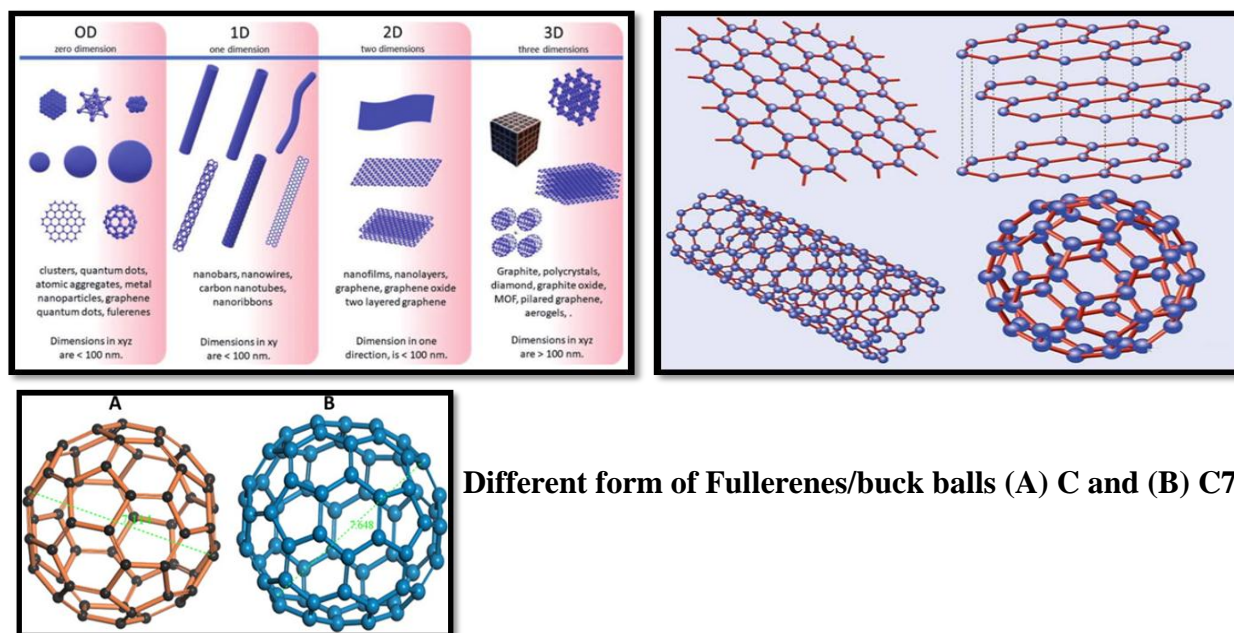 0D
zero dimension
clusters, quantum dots,
atomic aggregates, metal
nanoparticles, graphene
quantum dots, fulerenes
Dimensions in xyz
are < 100 nm.
1D
one dimension
nanobars, nanowires,
carbon nanotubes,
nanoribbons
Dimensions in xy
are < 100 nm.
2D
two dimensions
nanofilms, nanolayers,
graphene, graphene oxide
two layered graphene
Dimension in one
direction, is < 100 nm.
3D
three dimensions
Graphite, polycrystals,
diamond, graphite oxide,
MOF, pilared graphene,
aerogels, .
Dimensions in xyz
are > 100 nm.
A
B
7.648
Different form of Fullerenes/buck balls (A) C and (B) C7